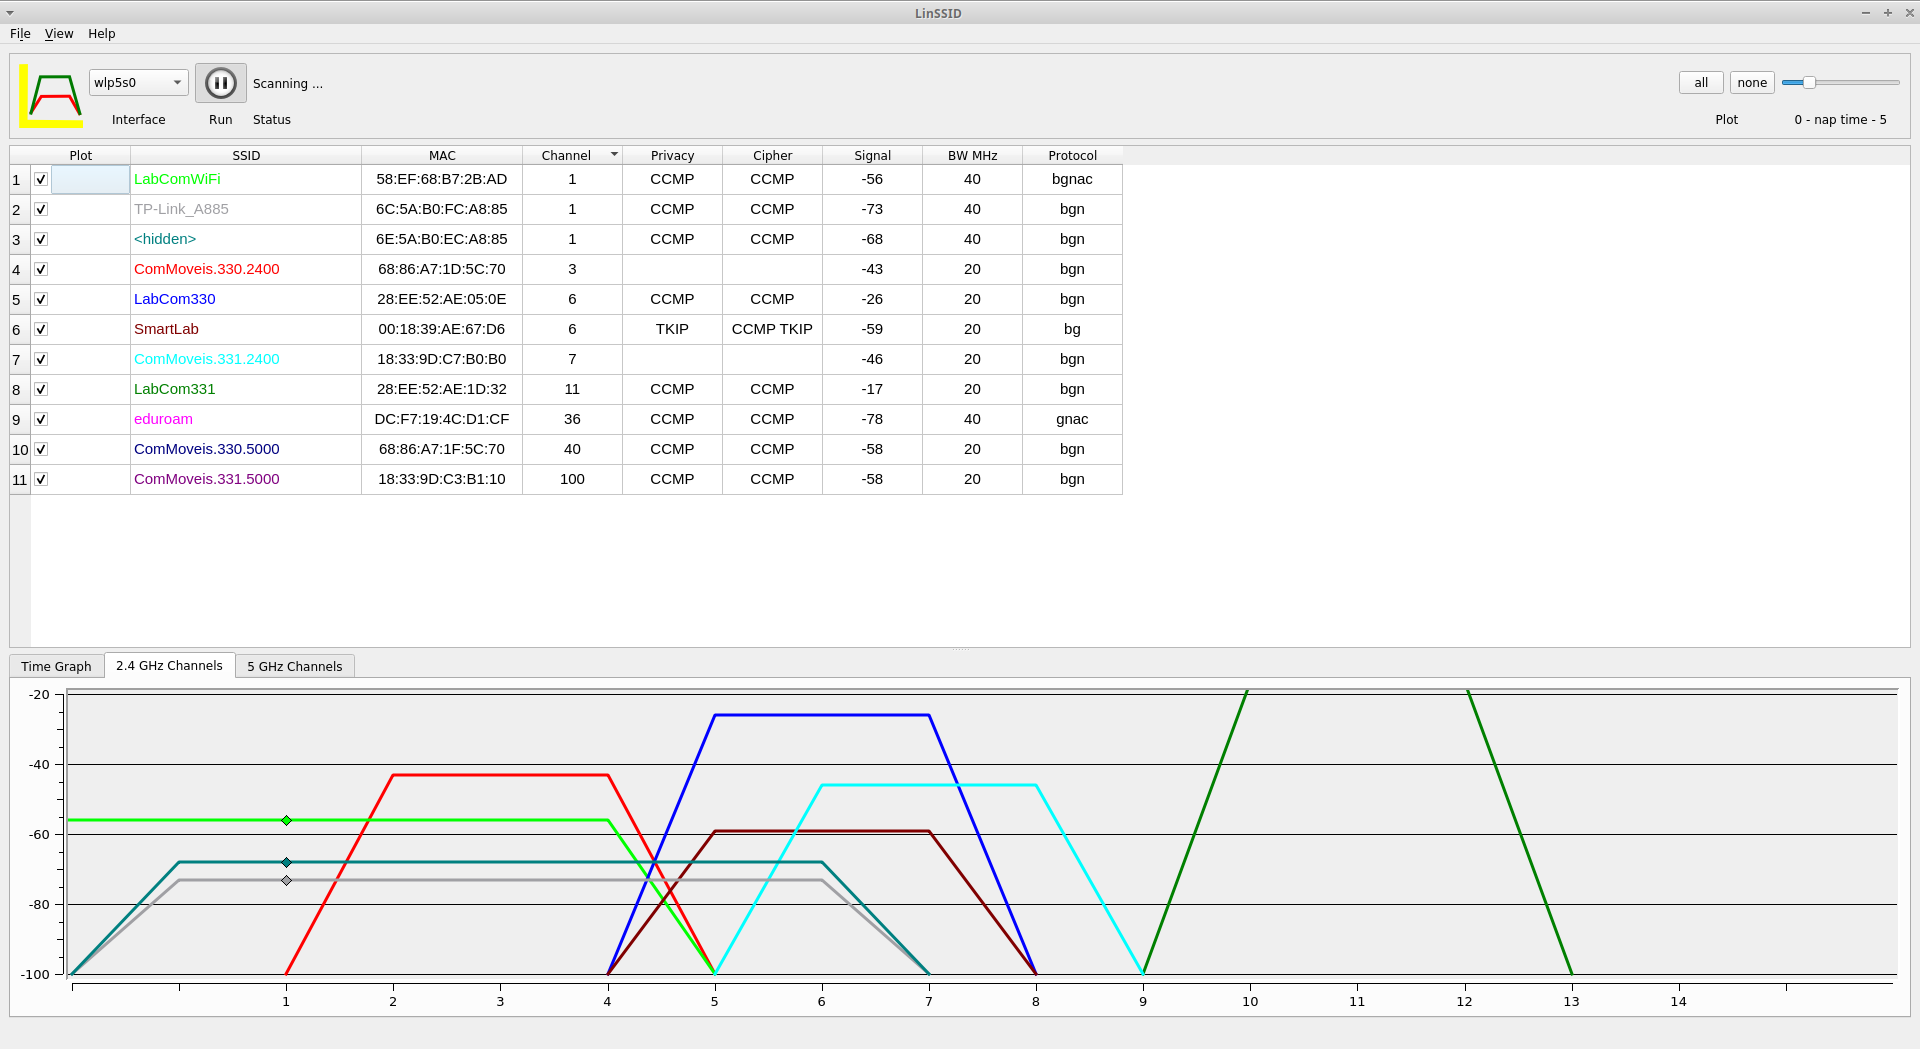 LinSSID
File View Help
wlp5s0 Scanning ... all none
Interface Run Status Plot 0 - nap time - 5
Plot SSID MAC Channel Privacy Cipher Signal BW MHz Protocol
1 LabComWiFi 58:EF:68:B7:2B:AD 1 CCMP CCMP -56 40 bgnac
2 TP-Link_A885 6C:5A:B0:FC:A8:85 1 CCMP CCMP -73 40 bgn
3 <hidden> 6E:5A:B0:EC:A8:85 1 CCMP CCMP -68 40 bgn
4 ComMoveis.330.2400 68:86:A7:1D:5C:70 3 -43 20 bgn
5 LabCom330 28:EE:52:AE:05:0E 6 CCMP CCMP -26 20 bgn
6 SmartLab 00:18:39:AE:67:D6 6 TKIP CCMP TKIP -59 20 bg
7 ComMoveis.331.2400 18:33:9D:C7:B0:B0 7 -46 20 bgn
8 LabCom331 28:EE:52:AE:1D:32 11 CCMP CCMP -17 20 bgn
9 eduroam DC:F7:19:4C:D1:CF 36 CCMP CCMP -78 40 gnac
10 ComMoveis.330.5000 68:86:A7:1F:5C:70 40 CCMP CCMP -58 20 bgn
11 ComMoveis.331.5000 18:33:9D:C3:B1:10 100 CCMP CCMP -58 20 bgn
Time Graph 2.4 GHz Channels 5 GHz Channels
-20
-40
-60
-80
-100
1 2 3 4 5 6 7 8 9 10 11 12 13 14